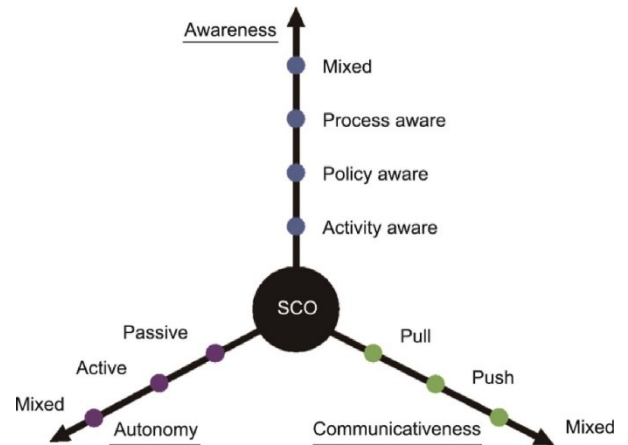 Awareness
Mixed
Process aware
Policy aware
Activity aware
SCO
Passive
Active
Mixed
Autonomy
Pull
Push
Mixed
Communicativeness